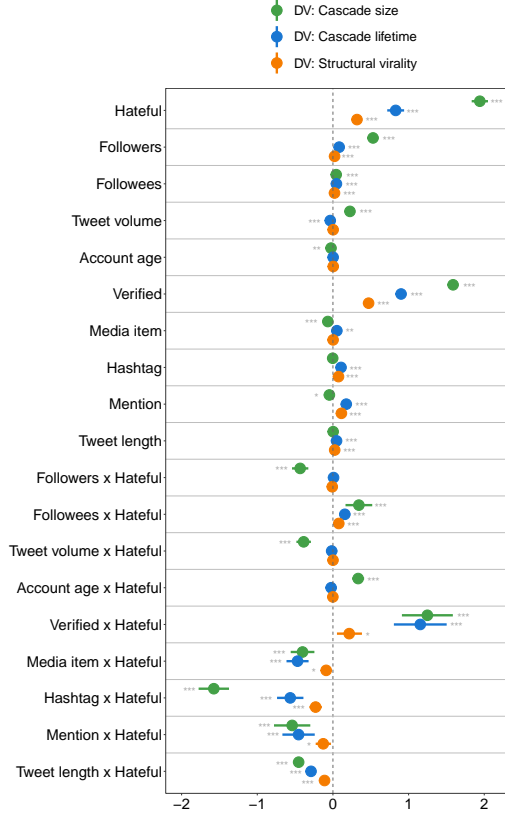 DV: Cascade size
DV: Cascade lifetime
DV: Structural virality
Hateful *** *** ***
Followers *** *** ***
Followees *** *** ***
Tweet volume *** ***
Account age **
Verified *** *** ***
Media item *** **
Hashtag *** ***
Mention * *** ***
Tweet length *** ***
Followers x Hateful ***
Followees x Hateful *** *** ***
Tweet volume x Hateful ***
Account age x Hateful ***
Verified x Hateful *** *** *
Media item x Hateful *** *** *
Hashtag x Hateful *** *** ***
Mention x Hateful *** *** *
Tweet length x Hateful *** *** ***
−2 −1 0 1 2